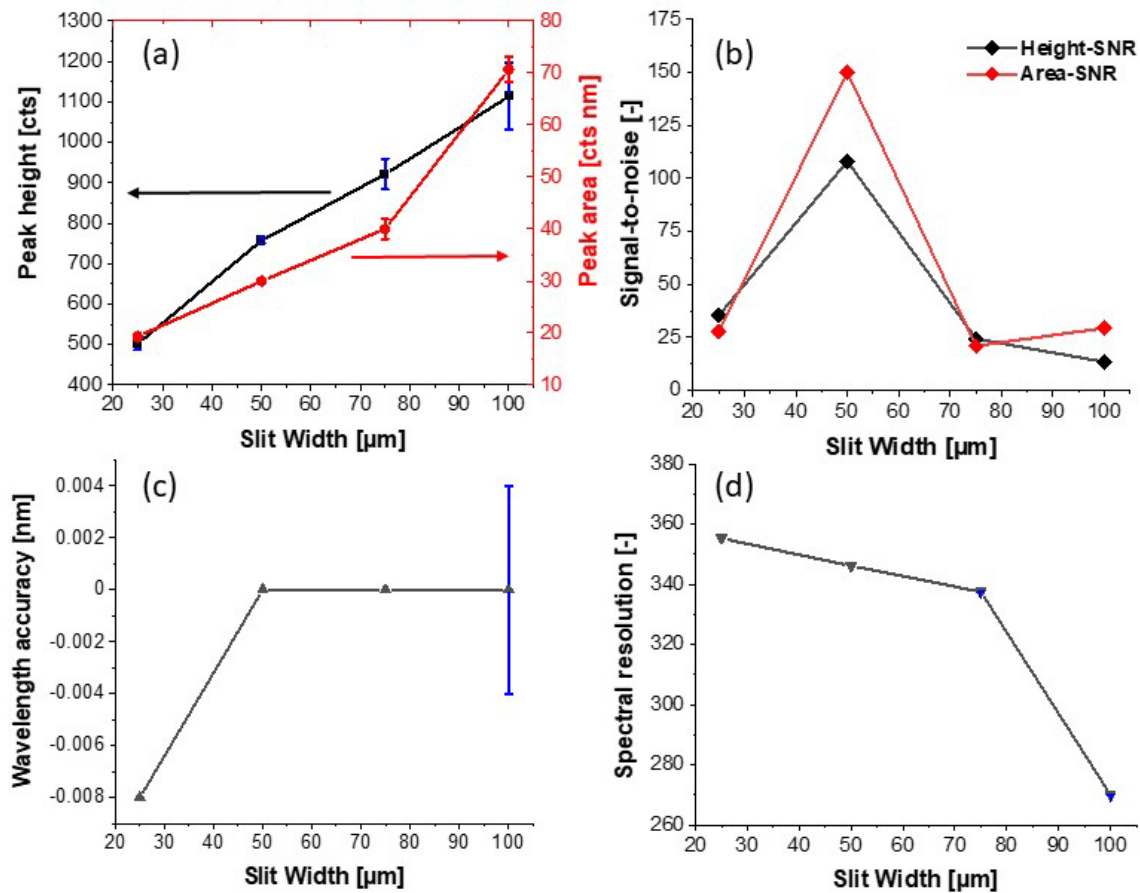 (a)
Peak height [cts]
1300
1200
1100
1000
900
800
700
600
500
400
80
70
60
50
40
30
20
10
Peak area [cts nm]
20 30 40 50 60 70 80 90 100
Slit Width [µm]
(b)
Height-SNR
Area-SNR
Signal-to-noise [-]
175
150
125
100
75
50
25
0
20 30 40 50 60 70 80 90 100
Slit Width [µm]
(c)
Wavelength accuracy [nm]
0.004
0.002
0
-0.002
-0.004
-0.006
-0.008
20 30 40 50 60 70 80 90 100
Slit Width [µm]
(d)
Spectral resolution [-]
380
360
340
320
300
280
260
20 30 40 50 60 70 80 90 100
Slit Width [µm]